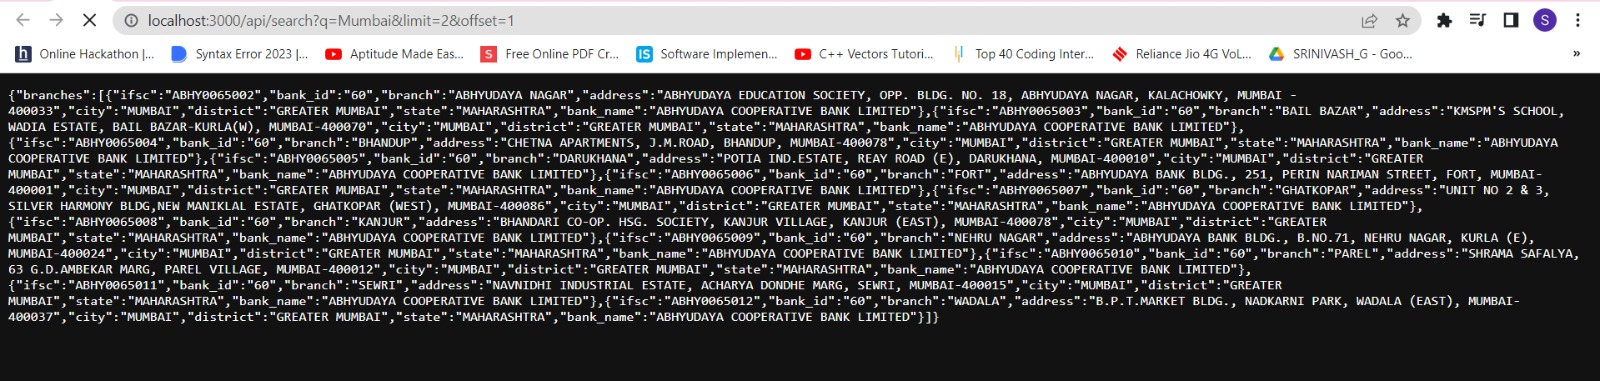 localhost:3000/api/search?q=Mumbai&limit=2&offset=1
S
Online Hackathon |... Syntax Error 2023 |... Aptitude Made Eas... Free Online PDF Cr... Software Implemen... C++ Vectors Tutori... Top 40 Coding Inter... Reliance Jio 4G VoL... SRINIVASH_G - Goo... »
{"branches":[{"ifsc":"ABHY0065002","bank_id":"60","branch":"ABHYUDAYA NAGAR","address":"ABHYUDAYA EDUCATION SOCIETY, OPP. BLDG. NO. 18, ABHYUDAYA NAGAR, KALACHOWKY, MUMBAI -
400033","city":"MUMBAI","district":"GREATER MUMBAI","state":"MAHARASHTRA","bank_name":"ABHYUDAYA COOPERATIVE BANK LIMITED"},{"ifsc":"ABHY0065003","bank_id":"60","branch":"BAIL BAZAR","address":"KMSPM'S SCHOOL,
WADIA ESTATE, BAIL BAZAR-KURLA(W), MUMBAI-400070","city":"MUMBAI","district":"GREATER MUMBAI","state":"MAHARASHTRA","bank_name":"ABHYUDAYA COOPERATIVE BANK LIMITED"},
{"ifsc":"ABHY0065004","bank_id":"60","branch":"BHANDUP","address":"CHETNA APARTMENTS, J.M.ROAD, BHANDUP, MUMBAI-400078","city":"MUMBAI","district":"GREATER MUMBAI","state":"MAHARASHTRA","bank_name":"ABHYUDAYA
COOPERATIVE BANK LIMITED"},{"ifsc":"ABHY0065005","bank_id":"60","branch":"DARUKHANA","address":"POTIA IND.ESTATE, REAY ROAD (E), DARUKHANA, MUMBAI-400010","city":"MUMBAI","district":"GREATER
MUMBAI","state":"MAHARASHTRA","bank_name":"ABHYUDAYA COOPERATIVE BANK LIMITED"},{"ifsc":"ABHY0065006","bank_id":"60","branch":"FORT","address":"ABHYUDAYA BANK BLDG., 251, PERIN NARIMAN STREET, FORT, MUMBAI-
400001","city":"MUMBAI","district":"GREATER MUMBAI","state":"MAHARASHTRA","bank_name":"ABHYUDAYA COOPERATIVE BANK LIMITED"},{"ifsc":"ABHY0065007","bank_id":"60","branch":"GHATKOPAR","address":"UNIT NO 2 & 3,
SILVER HARMONY BLDG,NEW MANIKLAL ESTATE, GHATKOPAR (WEST), MUMBAI-400086","city":"MUMBAI","district":"GREATER MUMBAI","state":"MAHARASHTRA","bank_name":"ABHYUDAYA COOPERATIVE BANK LIMITED"},
{"ifsc":"ABHY0065008","bank_id":"60","branch":"KANJUR","address":"BHANDARI CO-OP. HSG. SOCIETY, KANJUR VILLAGE, KANJUR (EAST), MUMBAI-400078","city":"MUMBAI","district":"GREATER
MUMBAI","state":"MAHARASHTRA","bank_name":"ABHYUDAYA COOPERATIVE BANK LIMITED"},{"ifsc":"ABHY0065009","bank_id":"60","branch":"NEHRU NAGAR","address":"ABHYUDAYA BANK BLDG., B.NO.71, NEHRU NAGAR, KURLA (E),
MUMBAI-400024","city":"MUMBAI","district":"GREATER MUMBAI","state":"MAHARASHTRA","bank_name":"ABHYUDAYA COOPERATIVE BANK LIMITED"},{"ifsc":"ABHY0065010","bank_id":"60","branch":"PAREL","address":"SHRAMA SAFALYA,
63 G.D.AMBEKAR MARG, PAREL VILLAGE, MUMBAI-400012","city":"MUMBAI","district":"GREATER MUMBAI","state":"MAHARASHTRA","bank_name":"ABHYUDAYA COOPERATIVE BANK LIMITED"},
{"ifsc":"ABHY0065011","bank_id":"60","branch":"SEWRI","address":"NAVNIDHI INDUSTRIAL ESTATE, ACHARYA DONDHE MARG, SEWRI, MUMBAI-400015","city":"MUMBAI","district":"GREATER
MUMBAI","state":"MAHARASHTRA","bank_name":"ABHYUDAYA COOPERATIVE BANK LIMITED"},{"ifsc":"ABHY0065012","bank_id":"60","branch":"WADALA","address":"B.P.T.MARKET BLDG., NADKARNI PARK, WADALA (EAST), MUMBAI-
400037","city":"MUMBAI","district":"GREATER MUMBAI","state":"MAHARASHTRA","bank_name":"ABHYUDAYA COOPERATIVE BANK LIMITED"}]}